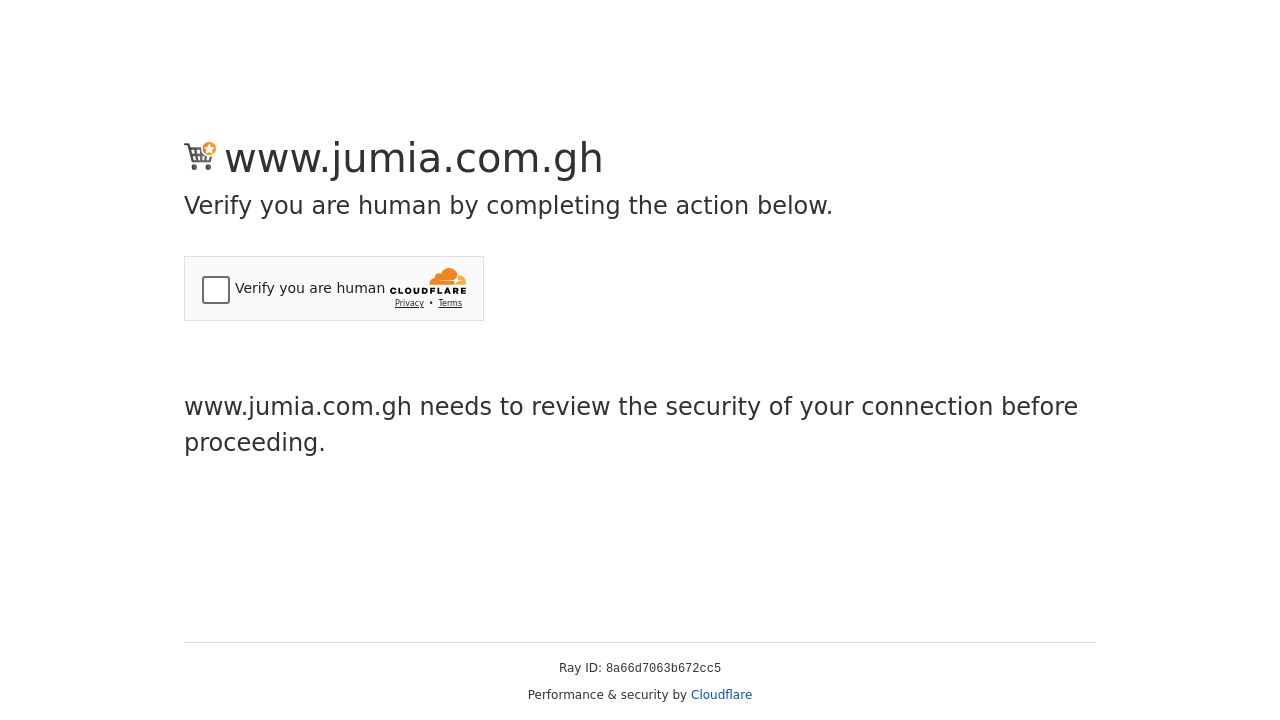 www.jumia.com.gh
Verify you are human by completing the action below.
Verify you are human
CLOUDFLARE
Privacy • Terms
www.jumia.com.gh needs to review the security of your connection before
proceeding.
Ray ID: 8a66d7063b672cc5
Performance & security by Cloudflare